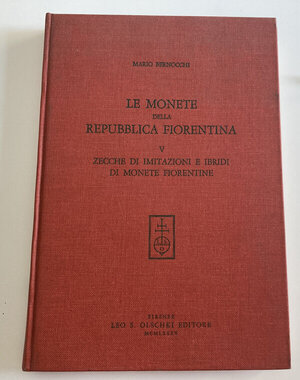 MARIO BERNOCCHI
LE MONETE
DELLA
REPUBBLICA FIORENTINA
V
ZECCHE DI IMITAZIONI E IBRIDI
DI MONETE FIORENTINE
FIRENZE
LEO S. OLSCHKI EDITORE